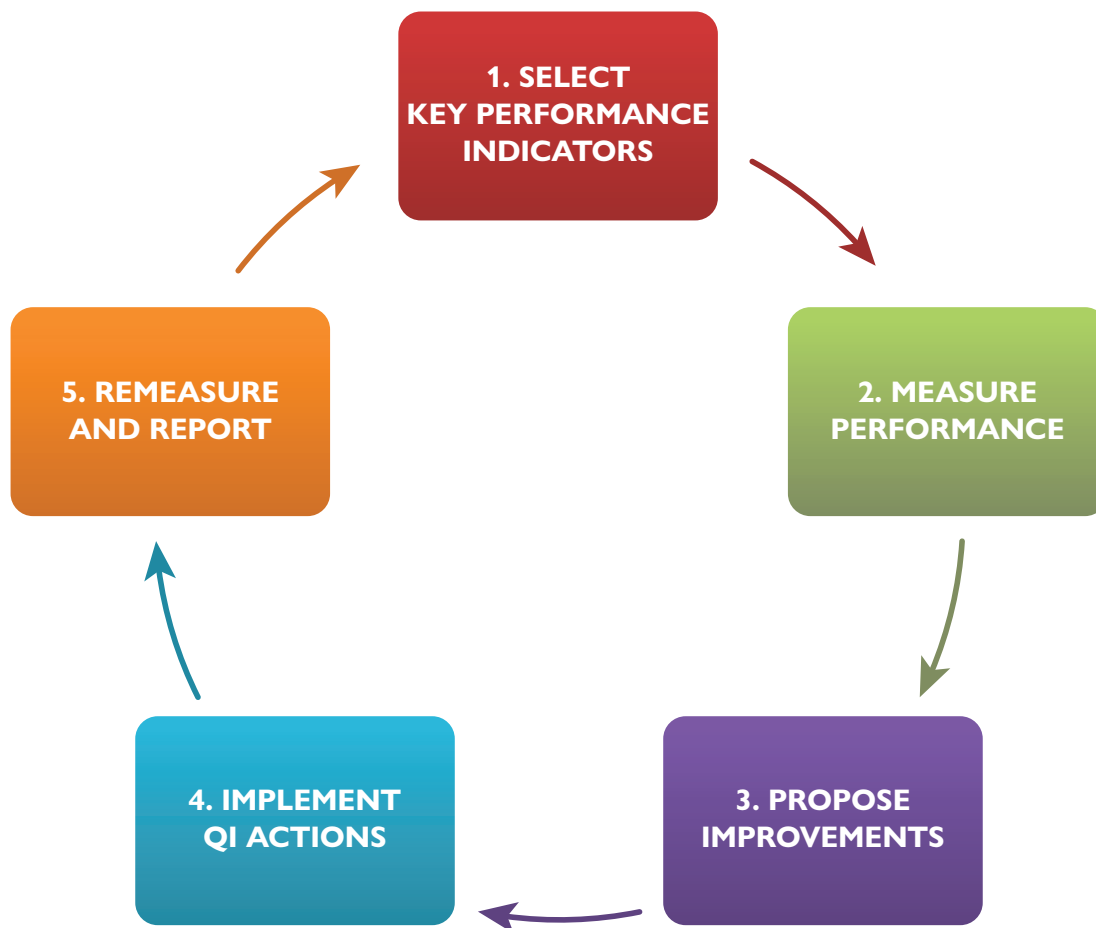 1. SELECT
KEY PERFORMANCE
INDICATORS
2. MEASURE
PERFORMANCE
3. PROPOSE
IMPROVEMENTS
4. IMPLEMENT
QI ACTIONS
5. REMEASURE
AND REPORT